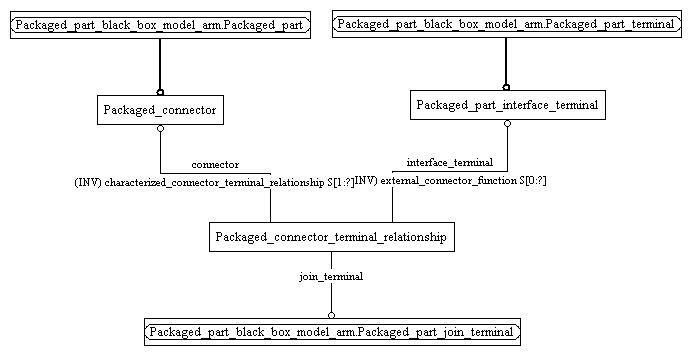 Packaged_part_black_box_model_arm.Packaged_part
Packaged_part_black_box_model_arm.Packaged_part_terminal
Packaged_connector
Packaged_part_interface_terminal
connector
interface_terminal
(INV) characterized_connector_terminal_relationship S[1:?]
INV) external_connector_function S[0:?]
Packaged_connector_terminal_relationship
join_terminal
Packaged_part_black_box_model_arm.Packaged_part_join_terminal